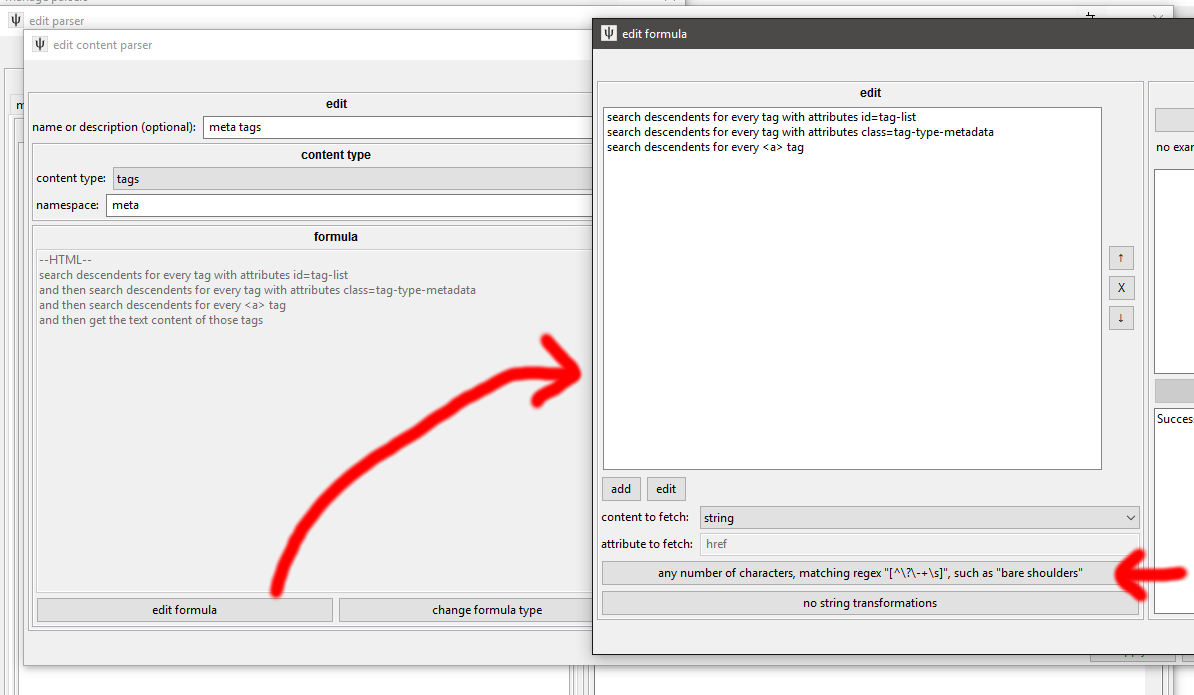 edit parser
edit content parser
edit
name or description (optional):
meta tags
content type
content type:
tags
namespace:
meta
formula
--HTML--
search descendents for every tag with attributes id=tag-list
and then search descendents for every tag with attributes class=tag-type-metadata
and then search descendents for every <a> tag
and then get the text content of those tags
edit formula
change formula type
edit formula
edit
search descendents for every tag with attributes id=tag-list
search descendents for every tag with attributes class=tag-type-metadata
search descendents for every <a> tag
↑
X
↓
add
edit
content to fetch:
string
attribute to fetch:
href
any number of characters, matching regex "[^\?\-+\s]", such as "bare shoulders"
no string transformations
no exar
Succes